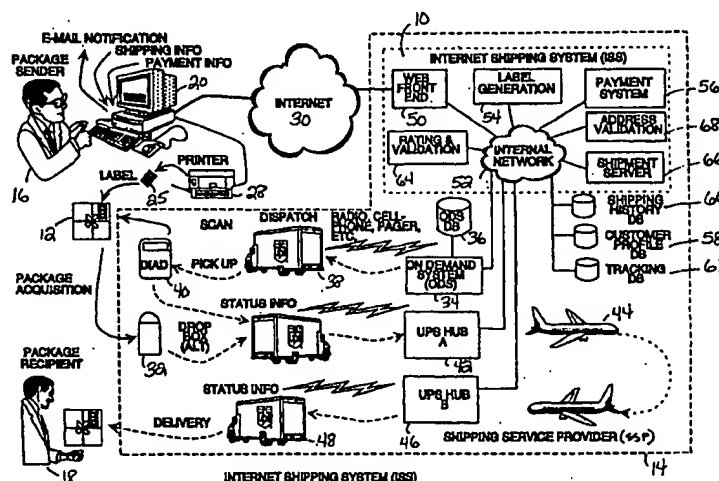 E-MAIL NOTIFICATION
SHIPPING INFO
PAYMENT INFO
PACKAGE
SENDER
20
16
INTERNET
30
PRINTER
28
LABEL
25
12
10
INTERNET SHIPPING SYSTEM (ISS)
WEB
FRONT
END
50
LABEL
GENERATION
54
PAYMENT
SYSTEM
56
ADDRESS
VALIDATION
68
RATING &
VALIDATION
64
INTERNAL
NETWORK
52
SHIPMENT
SERVER
66
SHIPPING
HISTORY
DB
CUSTOMER
PROFILE
DB
58
TRACKING
DB
SCAN
DISPATCH
RADIO, CELL-
PHONE, PAGER,
ETC.
ODS
DB
36
DIAD
40
PICK UP
38
ON DEMAND
SYSTEM (ODS)
34
PACKAGE
ACQUISITION
32
DROP
BOX
(ALT)
STATUS INFO
UPS HUB
A
42
44
PACKAGE
RECIPIENT
18
DELIVERY
STATUS INFO
48
UPS HUB
B
46
SHIPPING SERVICE PROVIDER (SSP)
14
INTERNET SHIPPING SYSTEM (ISS)